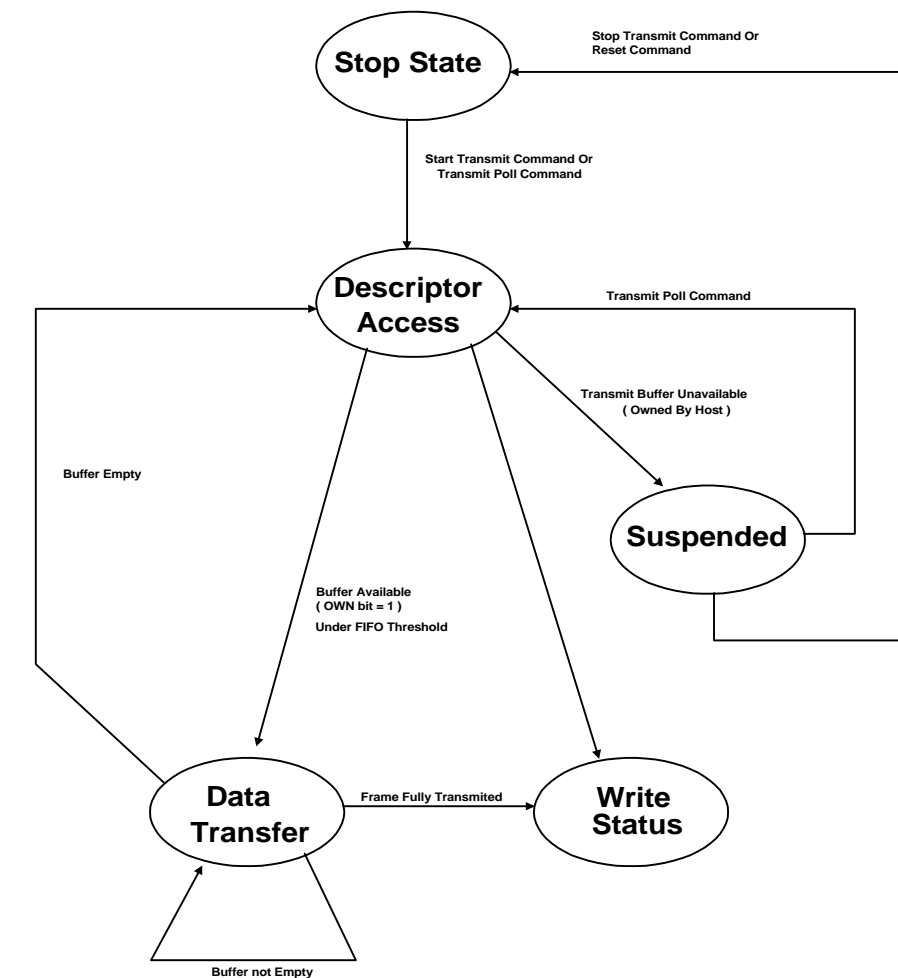 Stop Transmit Command Or
Reset Command
Stop State
Start Transmit Command Or
Transmit Poll Command
Descriptor
Access
Transmit Poll Command
Transmit Buffer Unavailable
( Owned By Host )
Buffer Empty
Suspended
Buffer Available
( OWN bit = 1 )
Under FIFO Threshold
Data
Transfer
Frame Fully Transmited
Write
Status
Buffer not Empty